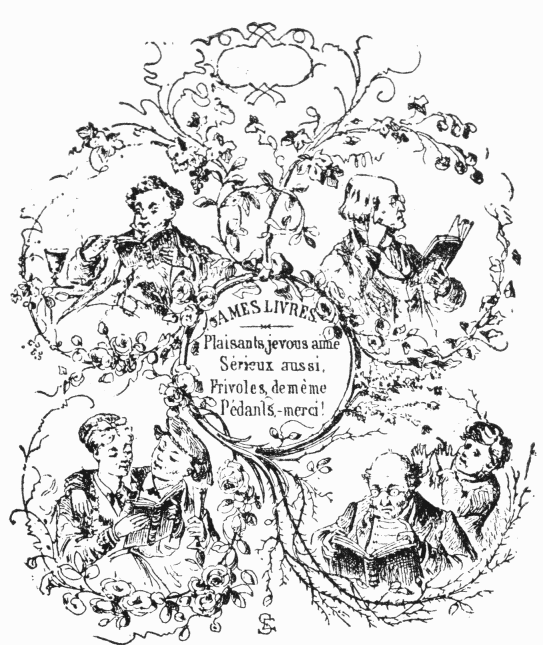 A MES LIVRES
Plaisants, je vous aime
Sérieux aussi,
Frivoles, de même
Pédants,-merci!